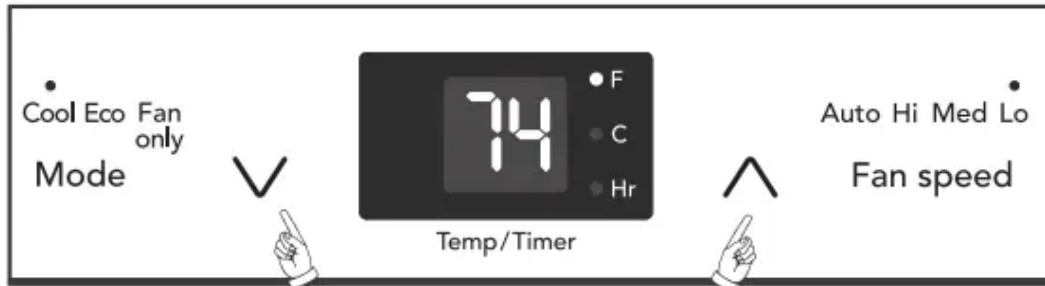 Cool Eco Fan
only
Mode
74
F
C
Hr
Temp/Timer
Auto Hi Med Lo
Fan speed